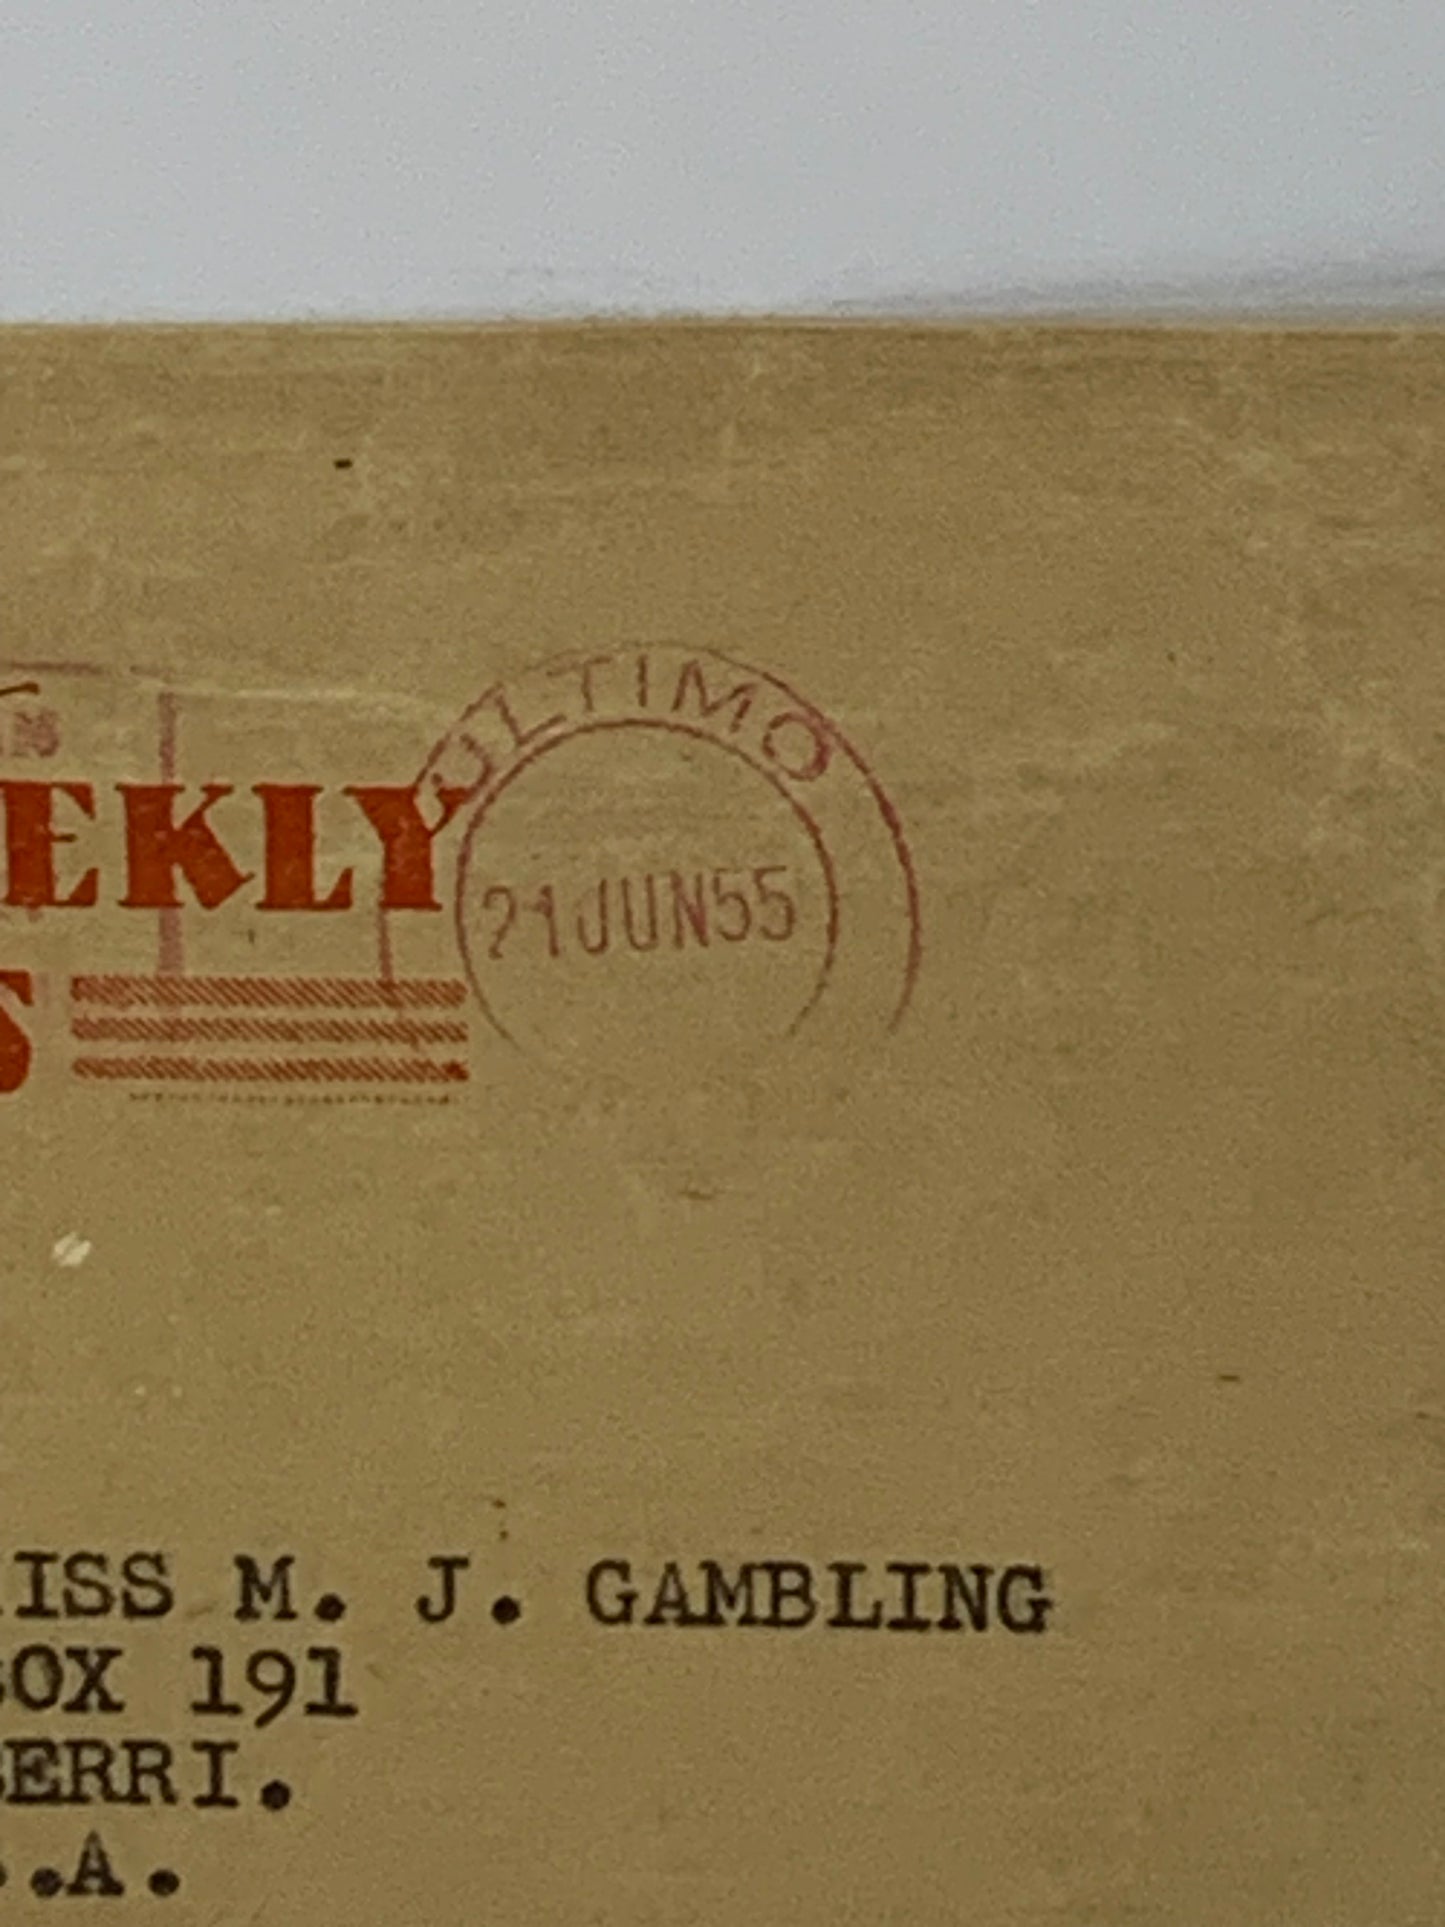 ULTIMO
EKLY
21JUN55
S
ISS M. J. GAMBLING
OX 191
ERRI.
.A.